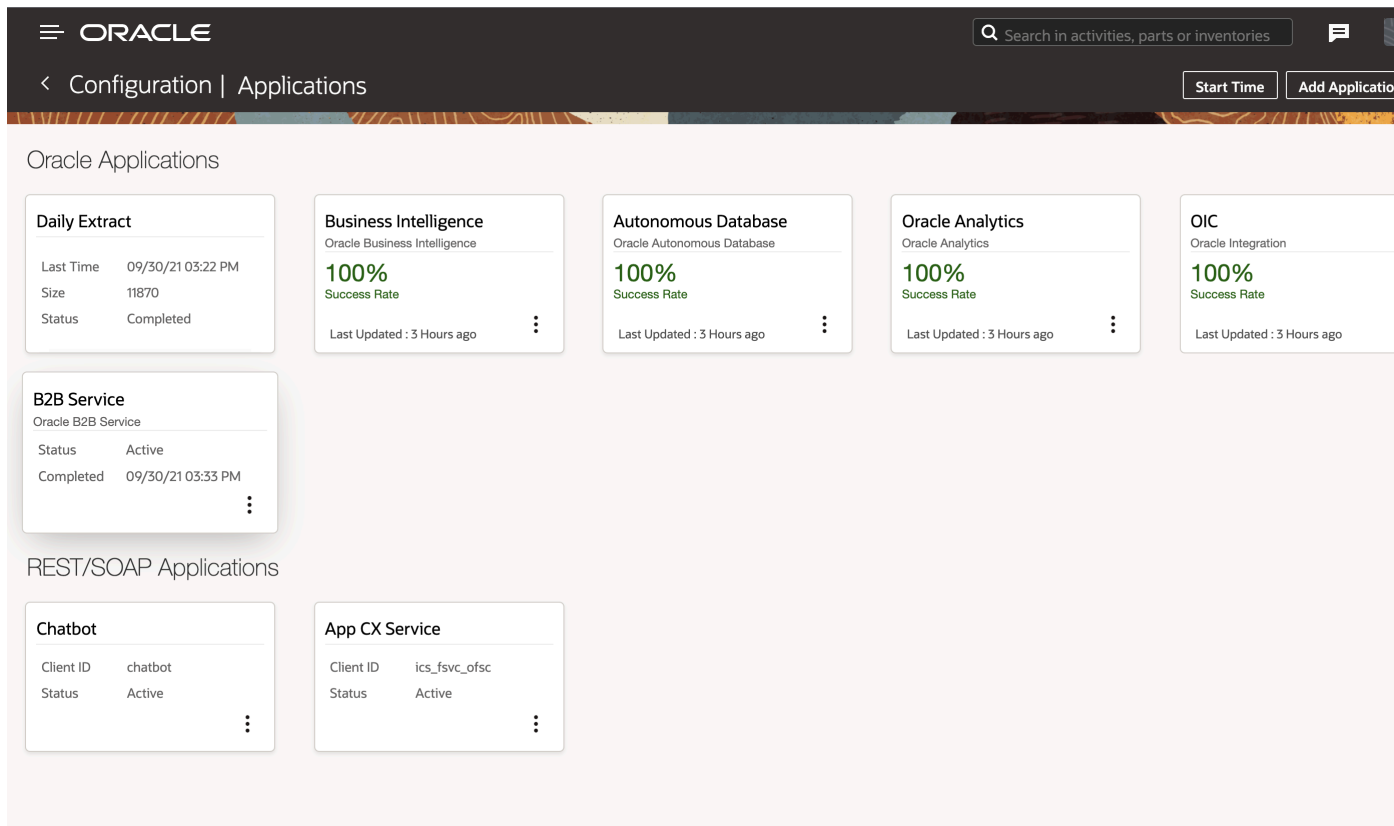 ORACLE
Search in activities, parts or inventories
Configuration | Applications
Start Time
Add Applicatio
Oracle Applications
Daily Extract
Last Time 09/30/21 03:22 PM
Size 11870
Status Completed
Business Intelligence
Oracle Business Intelligence
100%
Success Rate
Last Updated : 3 Hours ago
Autonomous Database
Oracle Autonomous Database
100%
Success Rate
Last Updated : 3 Hours ago
Oracle Analytics
Oracle Analytics
100%
Success Rate
Last Updated : 3 Hours ago
OIC
Oracle Integration
100%
Success Rate
Last Updated : 3 Hours ago
B2B Service
Oracle B2B Service
Status Active
Completed 09/30/21 03:33 PM
REST/SOAP Applications
Chatbot
Client ID chatbot
Status Active
App CX Service
Client ID ics_fsvc_ofsc
Status Active